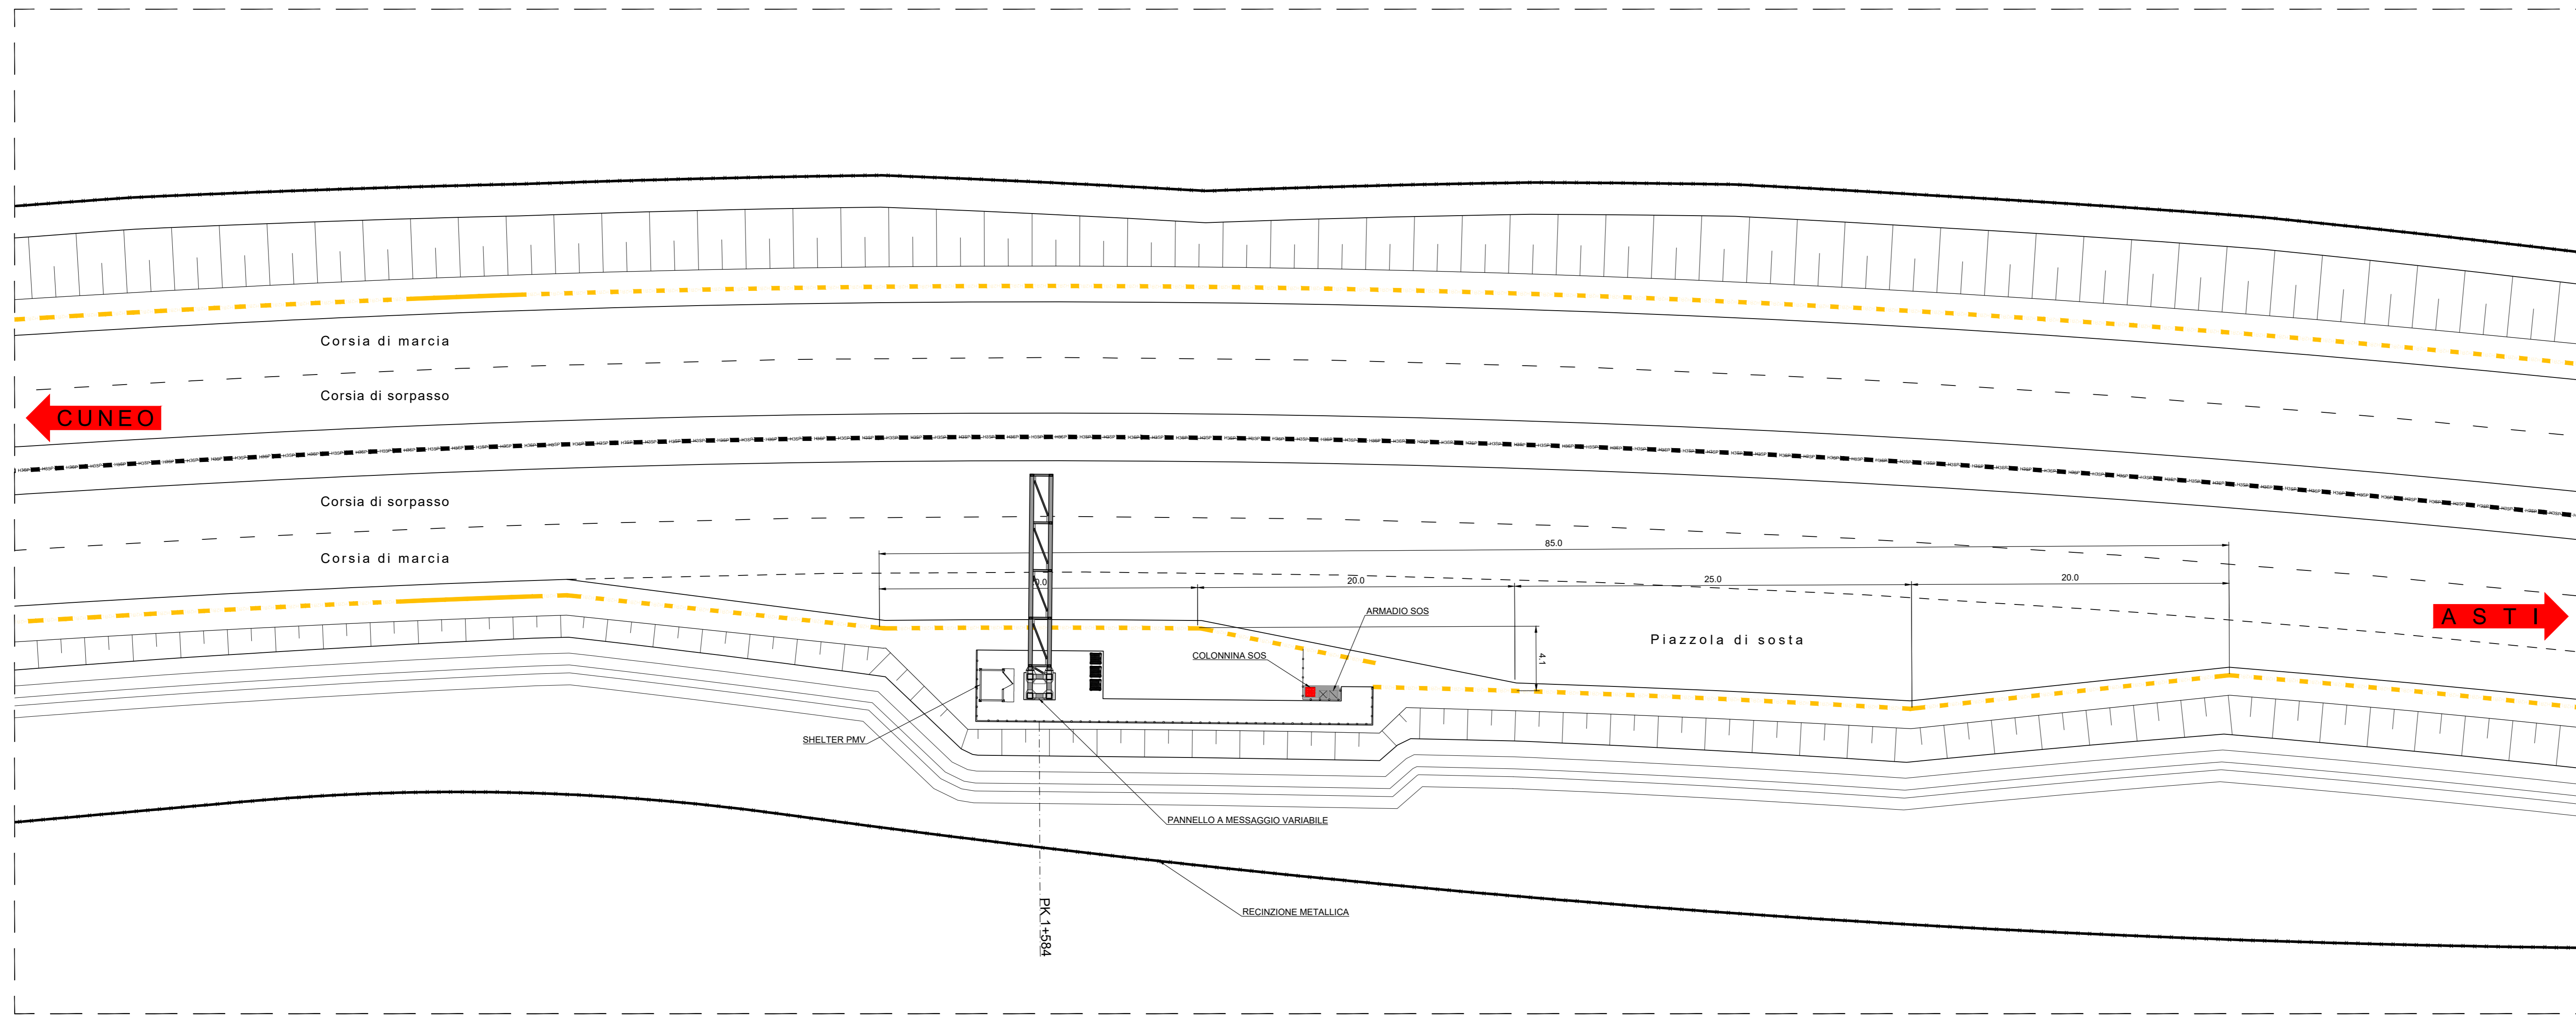 Corsia di marcia
Corsia di sorpasso
CUNEO
Corsia di sorpasso
Corsia di marcia
85.0
20.0
25.0
20.0
ARMADIO SOS
ASTI
Piazzola di sosta
4.1
COLONNINA SOS
SHELTER PMV
PANNELLO A MESSAGGIO VARIABILE
RECINZIONE METALLICA
PK.1+584